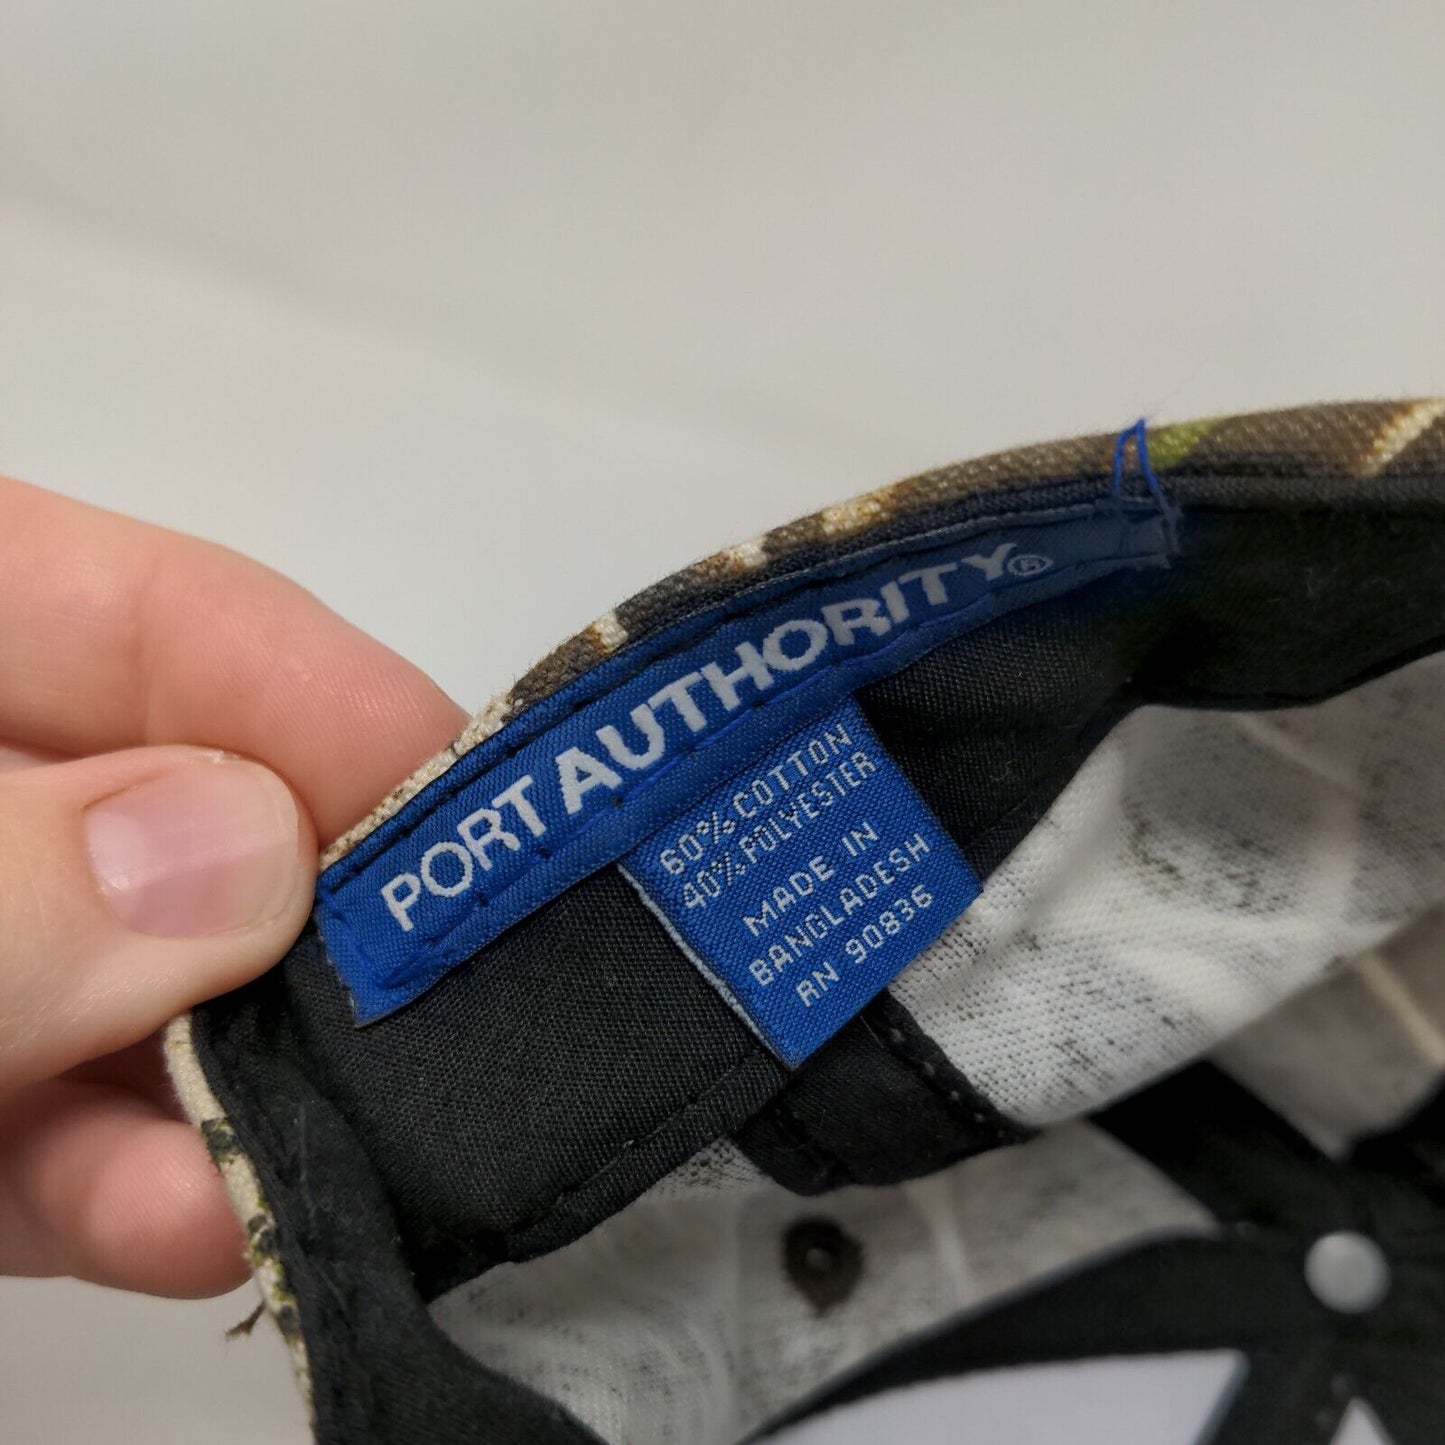 PORT AUTHORITY®
60% COTTON
40% POLYESTER
MADE IN
BANGLADESH
RN 90836